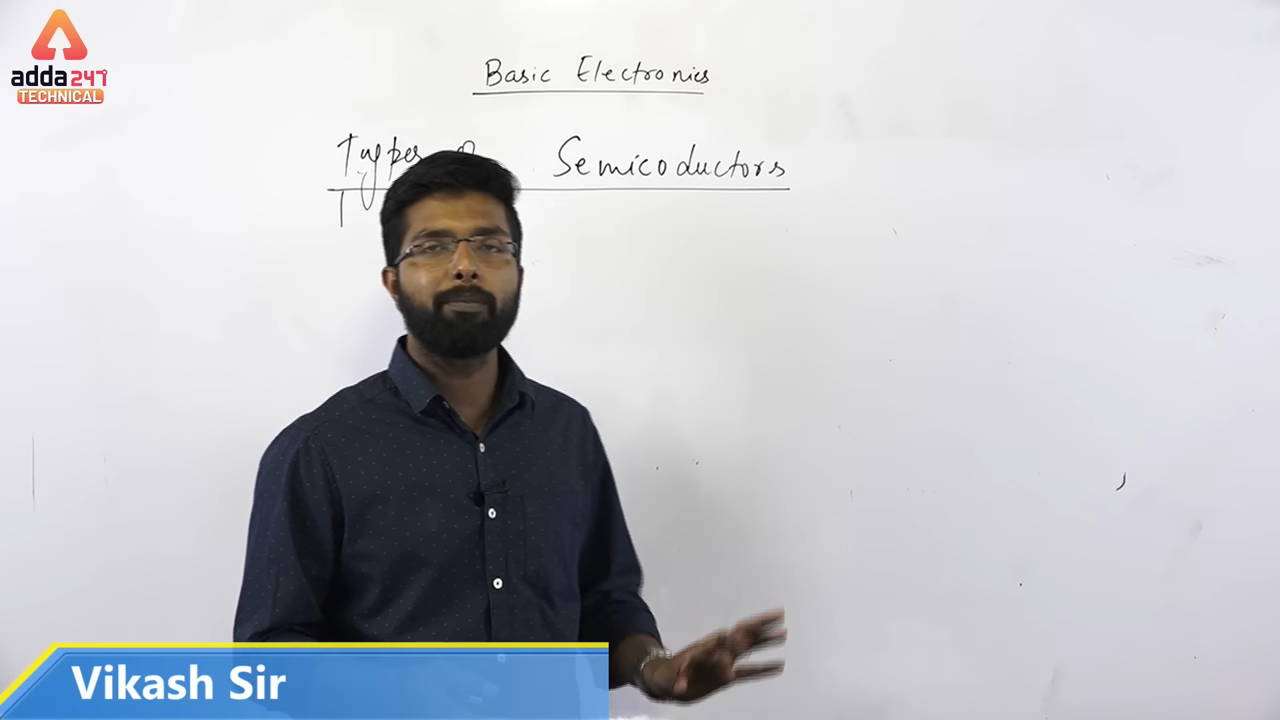 adda247
TECHNICAL
Basic Electronics
Types
Semicoductors
Vikash Sir